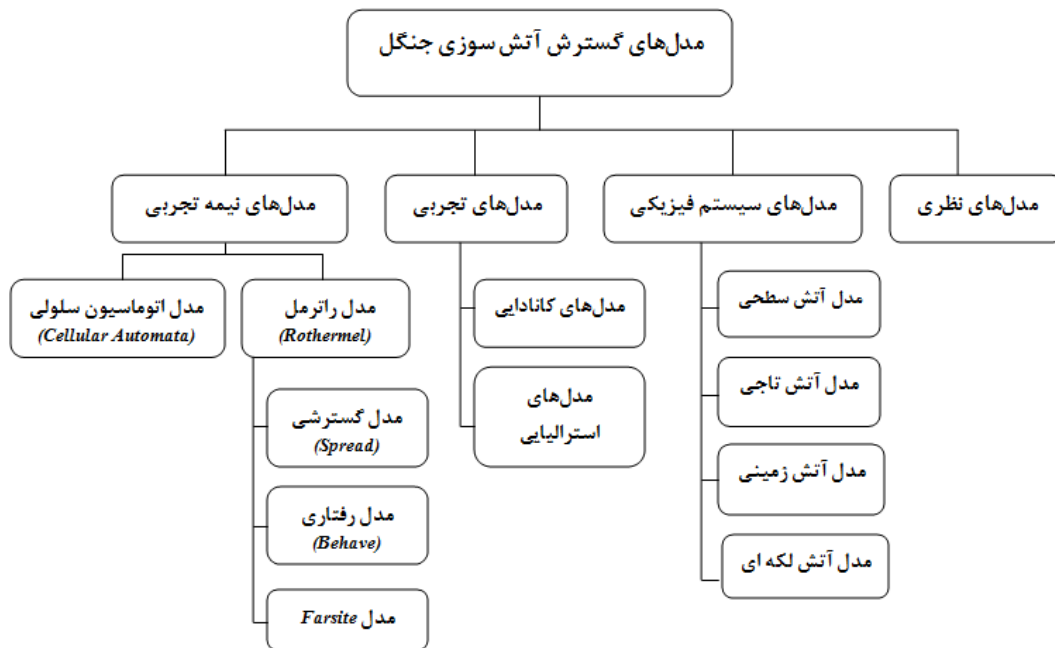 مدل‌های گسترش آتش سوزی جنگل
مدل‌های نظری
مدل‌های سیستم فیزیکی
مدل‌های تجربی
مدل‌های نیمه تجربی
مدل آتش سطحی
مدل آتش تاجی
مدل آتش زمینی
مدل آتش لکه ای
مدل‌های کانادایی
مدل‌های
استرالیایی
مدل راترمل
(Rothermel)
مدل گسترشی
(Spread)
مدل رفتاری
(Behave)
مدل Farsite
مدل اتوماسیون سلولی
(Cellular Automata)